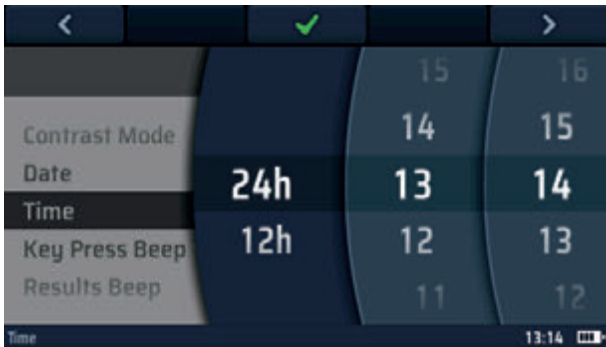 15 16
Contrast Mode 14 15
Date
24h 13 14
Time
Key Press Beep 12h 12 13
Results Beep 11 12
Time 13:14